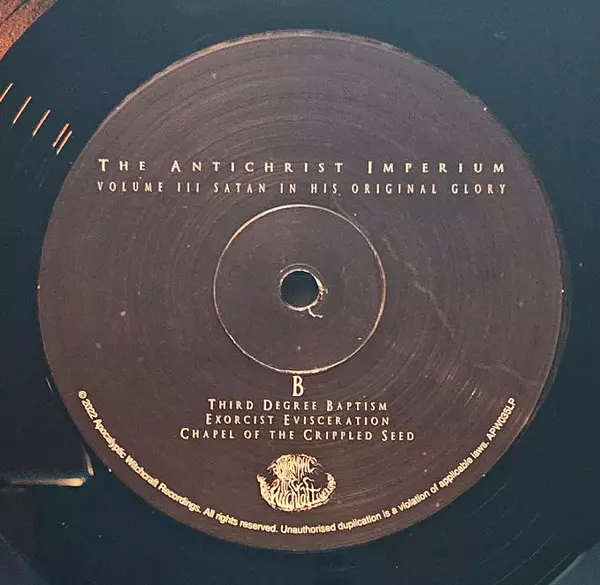 THE ANTICHRIST IMPERIUM
VOLUME III SATAN IN HIS ORIGINAL GLORY
B
THIRD DEGREE BAPTISM
EXORCIST EVISCERATION
CHAPEL OF THE CRIPPLED SEED
© 2022 Apocalyptic Witchcraft Recordings. All rights reserved. Unauthorised duplication is a violation of applicable laws. APW035LP